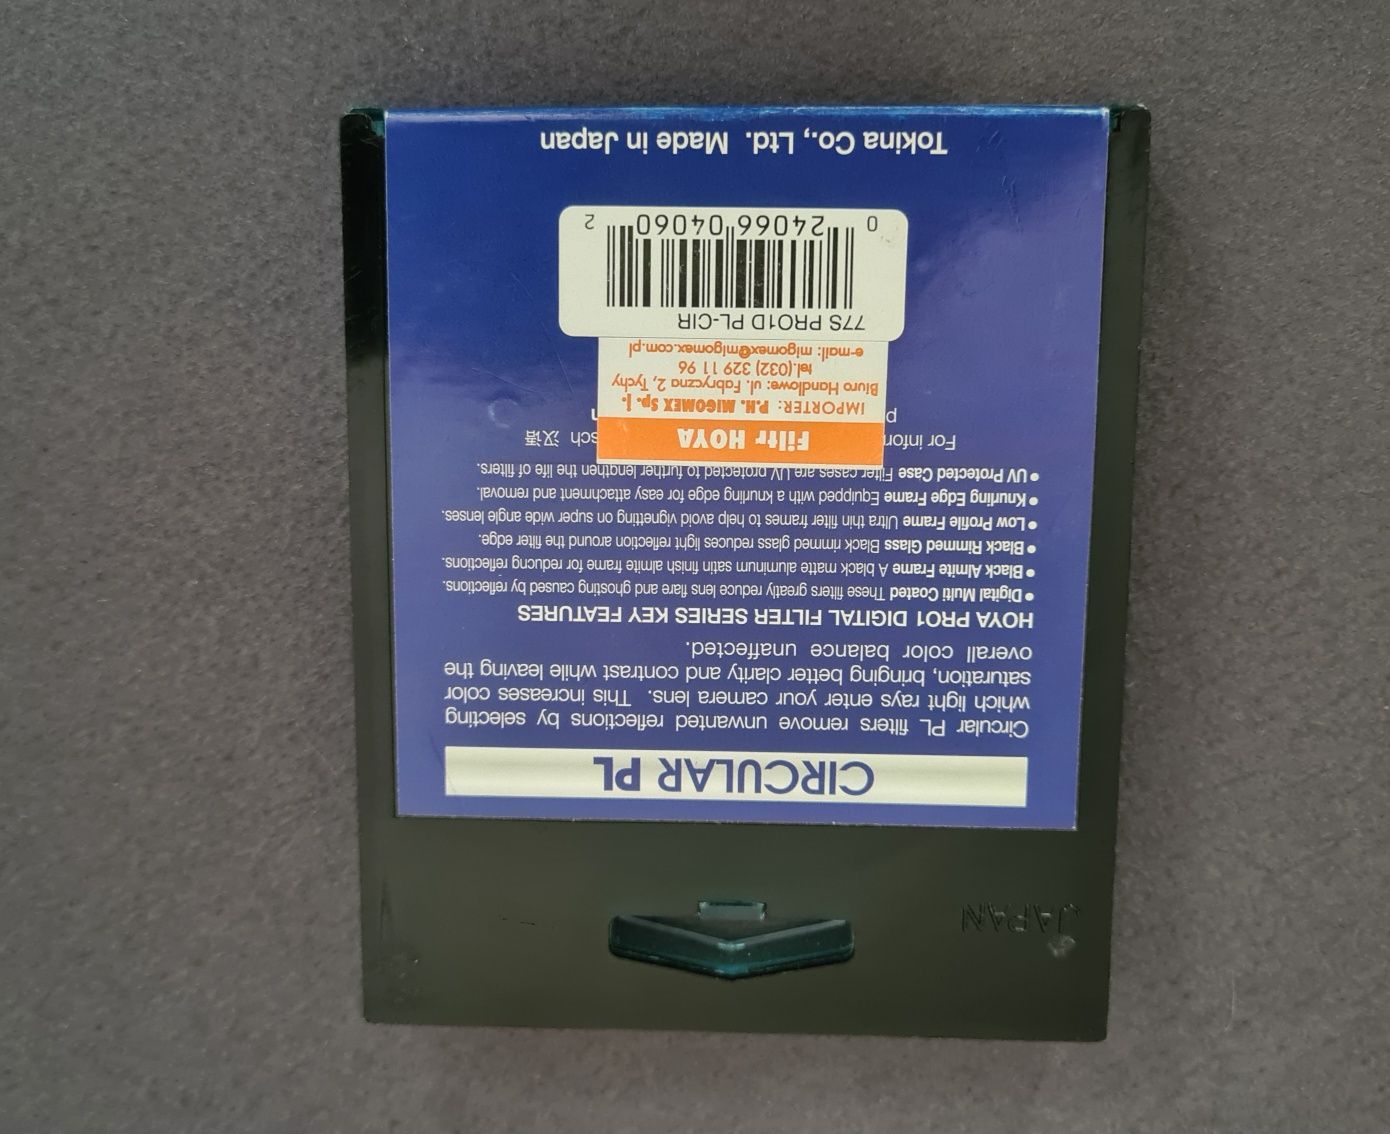 JAPAN
CIRCULAR PL
Circular PL filters remove unwanted reflections by selecting
which light rays enter your camera lens. This increases color
saturation, bringing better clarity and contrast while leaving the
overall color balance unaffected.
HOYA PRO1 DIGITAL FILTER SERIES KEY FEATURES
• Digital Multi Coated These filters greatly reduce lens flare and ghosting caused by reflections.
• Black Almite Frame A black matte aluminum satin finish almite frame for reducng reflections.
• Black Rimmed Glass Black rimmed glass reduces light reflection around the filter edge.
• Low Profile Frame Ultra thin filter frames to help avoid vignetting on super wide angle lenses.
• Knurling Edge Frame Equipped with a knurling edge for easy attachment and removal.
• UV Protected Case Filter cases are UV protected to further lengthen the life of filters.
For 汉语
Filtr HOYA
IMPORTER: P.H. MIGOMEX Sp. j.
Biuro Handlowe: ul. Fabryczna 2, Tychy
tel.(032) 329 11 96
e-mail: migomex@migomex.com.pl
77S PRO1D PL-CIR
0 24066 04060 2
Tokina Co., Ltd. Made in Japan